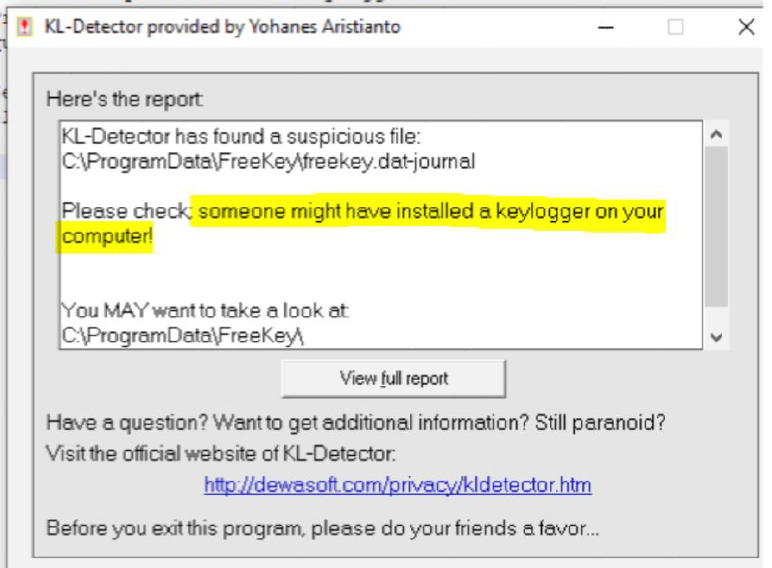 KL-Detector provided by Yohanes Aristianto
Here's the report:
KL-Detector has found a suspicious file:
C:\ProgramData\FreeKey\freekey.dat-journal
Please check; someone might have installed a keylogger on your
computer!
You MAY want to take a look at:
C:\ProgramData\FreeKey\
View full report
Have a question? Want to get additional information? Still paranoid?
Visit the official website of KL-Detector:
http://dewasoft.com/privacy/kldetector.htm
Before you exit this program, please do your friends a favor...